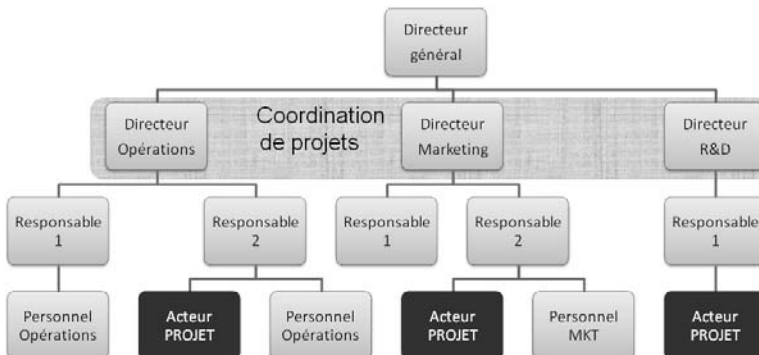 Directeur
général
Coordination
de projets
Directeur
Opérations
Directeur
Marketing
Directeur
R&D
Responsable
1
Responsable
2
Responsable
1
Responsable
2
Responsable
1
Personnel
Opérations
Acteur
PROJET
Personnel
Opérations
Acteur
PROJET
Personnel
MKT
Acteur
PROJET